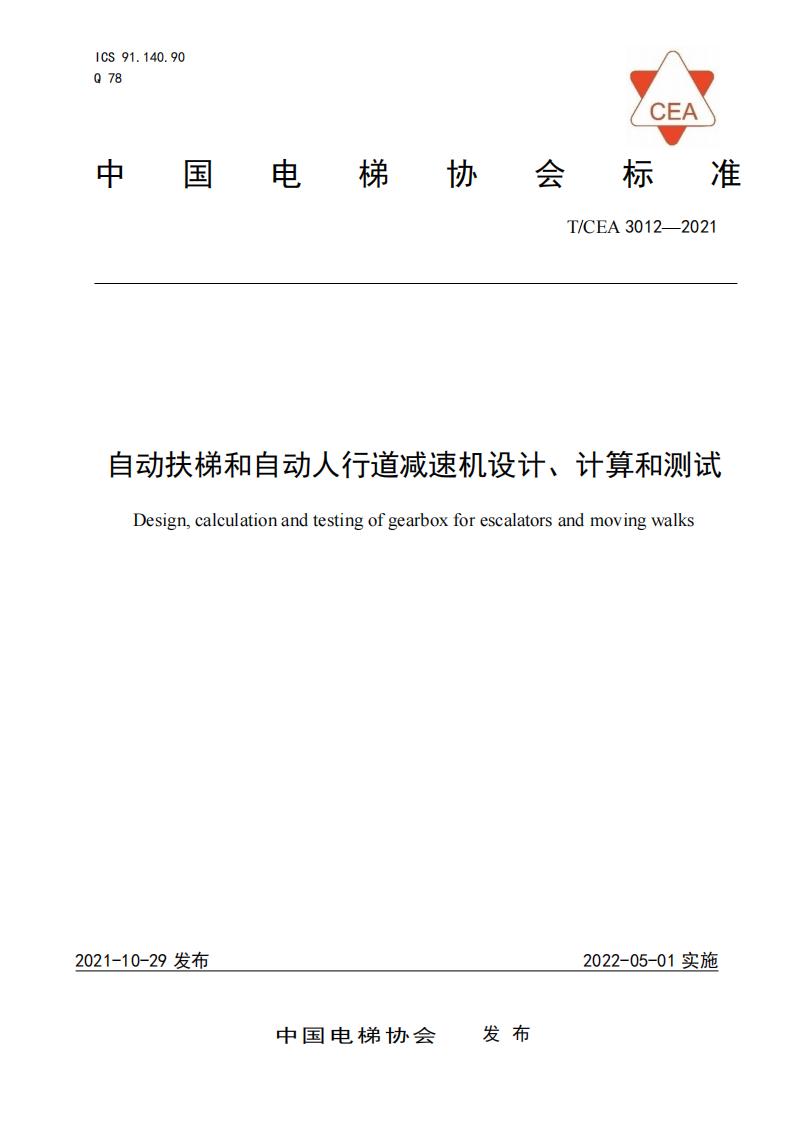 ICS 91.140.90
Q 78
CEA
中国电梯协会标准
T/CEA 3012—2021
自动扶梯和自动人行道减速机设计、计算和测试
Design, calculation and testing of gearbox for escalators and moving walks
2021-10-29 发布
2022-05-01 实施
中国电梯协会 发布